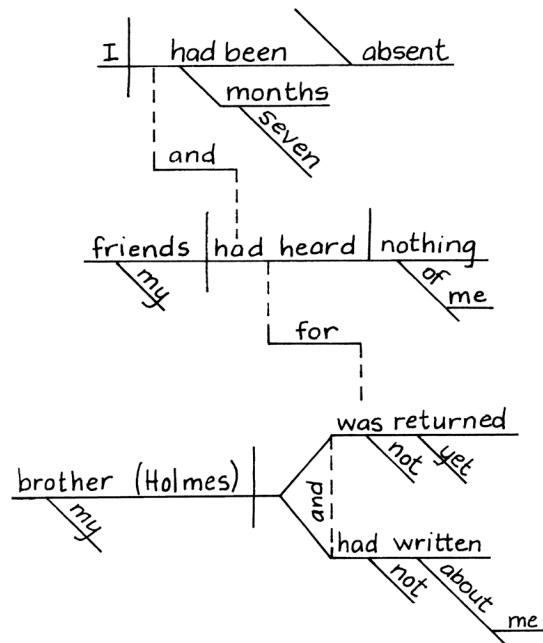 I had been absent
months
seven
and
friends had heard nothing
my of me
for
was returned
not yet
brother (Holmes)
my
and
had written
not about me